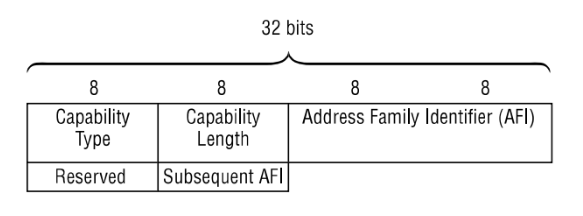 32 bits
8 8 8 8
Capability Capability Address Family Identifier (AFI)
Type Length
Reserved Subsequent AFI